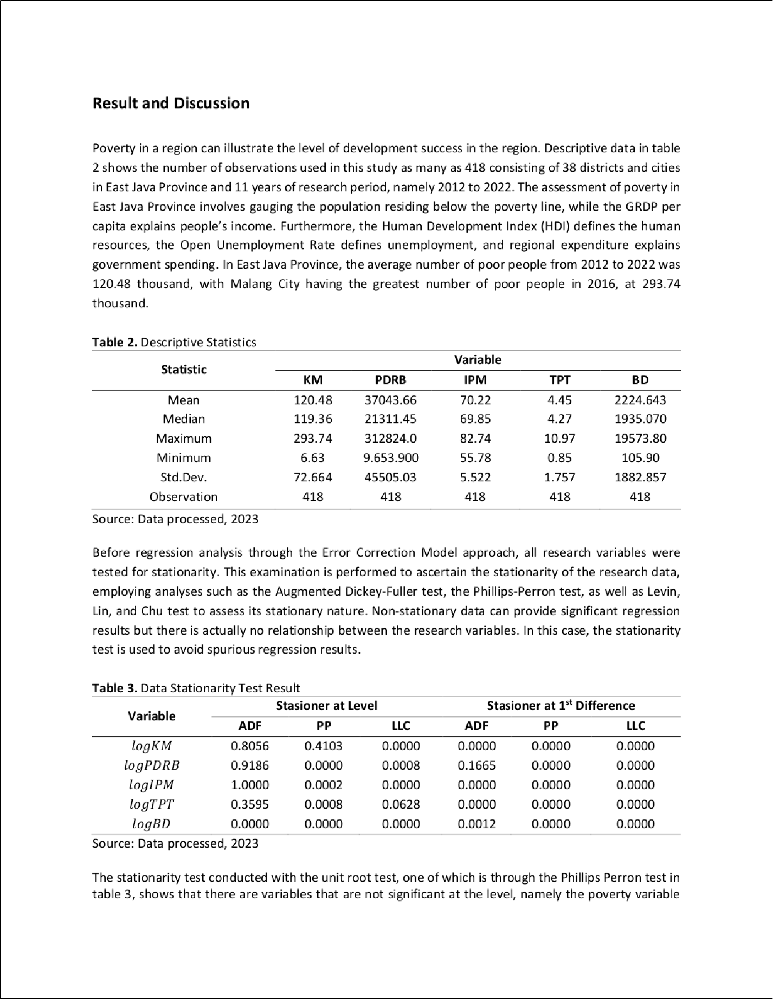 Result and Discussion
Poverty in a region can illustrate the level of development success in the region. Descriptive data in table
2 shows the number of observations used in this study as many as 418 consisting of 38 districts and cities
in East Java Province and 11 years of research period, namely 2012 to 2022. The assessment of poverty in
East Java Province involves gauging the population residing below the poverty line, while the GRDP per
capita explains people’s income. Furthermore, the Human Development Index (HDI) defines the human
resources, the Open Unemployment Rate defines unemployment, and regional expenditure explains
government spending. In East Java Province, the average number of poor people from 2012 to 2022 was
120.48 thousand, with Malang City having the greatest number of poor people in 2016, at 293.74
thousand.
Table 2. Descriptive Statistics
Statistic Variable
KM PDRB IPM TPT BD
Mean 120.48 37043.66 70.22 4.45 2224.643
Median 119.36 21311.45 69.85 4.27 1935.070
Maximum 293.74 312824.0 82.74 10.97 19573.80
Minimum 6.63 9.653.900 55.78 0.85 105.90
Std.Dev. 72.664 45505.03 5.522 1.757 1882.857
Observation 418 418 418 418 418
Source: Data processed, 2023
Before regression analysis through the Error Correction Model approach, all research variables were
tested for stationarity. This examination is performed to ascertain the stationarity of the research data,
employing analyses such as the Augmented Dickey-Fuller test, the Phillips-Perron test, as well as Levin,
Lin, and Chu test to assess its stationary nature. Non-stationary data can provide significant regression
results but there is actually no relationship between the research variables. In this case, the stationarity
test is used to avoid spurious regression results.
Table 3. Data Stationarity Test Result
Variable Stasioner at Level Stasioner at 1st Difference
ADF PP LLC ADF PP LLC
logKM 0.8056 0.4103 0.0000 0.0000 0.0000 0.0000
logPDRB 0.9186 0.0000 0.0008 0.1665 0.0000 0.0000
logIPM 1.0000 0.0002 0.0000 0.0000 0.0000 0.0000
logTPT 0.3595 0.0008 0.0628 0.0000 0.0000 0.0000
logBD 0.0000 0.0000 0.0000 0.0012 0.0000 0.0000
Source: Data processed, 2023
The stationarity test conducted with the unit root test, one of which is through the Phillips Perron test in
table 3, shows that there are variables that are not significant at the level, namely the poverty variable